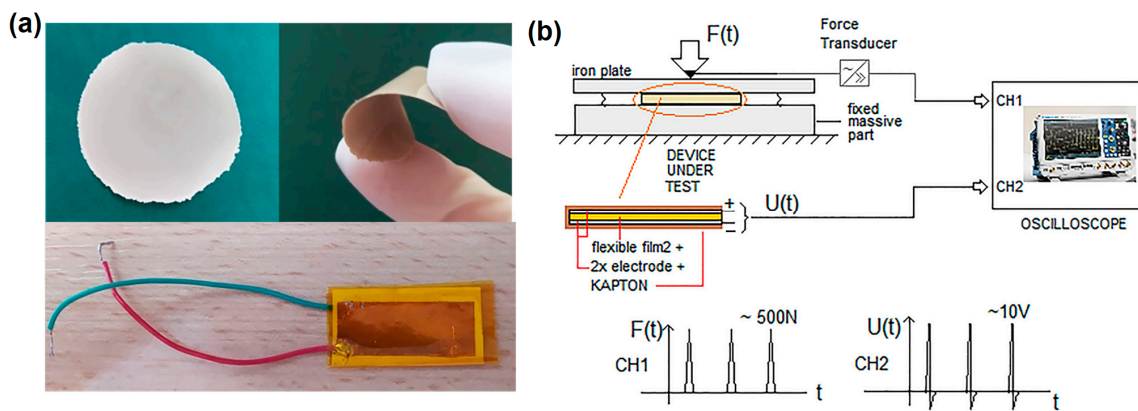 (a)
(b)
F(t)
Force
Transducer
iron plate
CH1
fixed
massive
part
DEVICE
UNDER
TEST
CH2
+
U(t)
−
OSCILLOSCOPE
flexible film2 +
2x electrode +
KAPTON
F(t)
~ 500N
CH1
t
U(t)
~10V
CH2
t